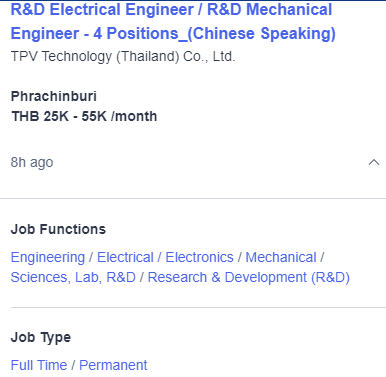 R&D Electrical Engineer / R&D Mechanical
Engineer - 4 Positions_(Chinese Speaking)
TPV Technology (Thailand) Co., Ltd.
Phrachinburi
THB 25K - 55K /month
8h ago
Job Functions
Engineering / Electrical / Electronics / Mechanical /
Sciences, Lab, R&D / Research & Development (R&D)
Job Type
Full Time / Permanent